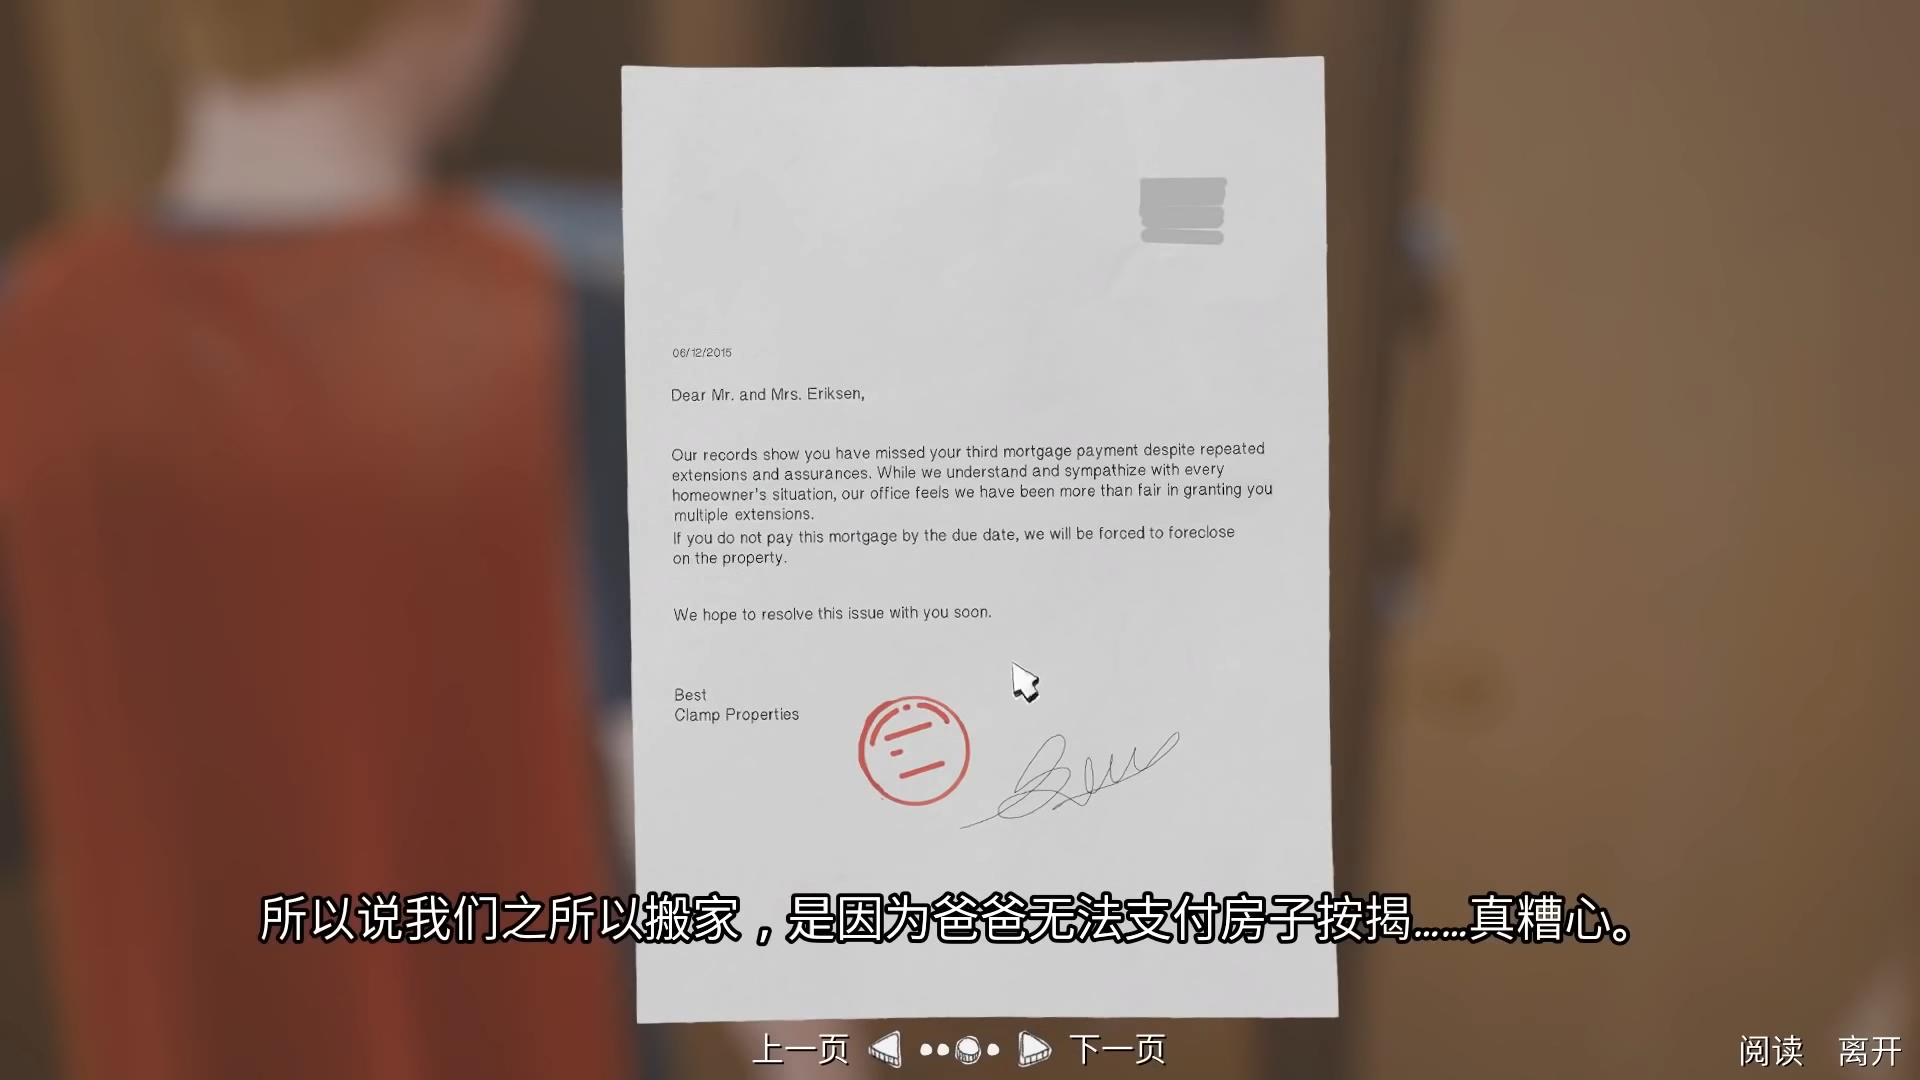 06/12/2015
Dear Mr. and Mrs. Eriksen,
Our records show you have missed your third mortgage payment despite repeated
extensions and assurances. While we understand and sympathize with every
homeowner's situation, our office feels we have been more than fair in granting you
multiple extensions.
If you do not pay this mortgage by the due date, we will be forced to foreclose
on the property.
We hope to resolve this issue with you soon.
Best
Clamp Properties
所以说我们之所以搬家，是因为爸爸无法支付房子按揭……真糟心。
上一页 下一页
阅读 离开